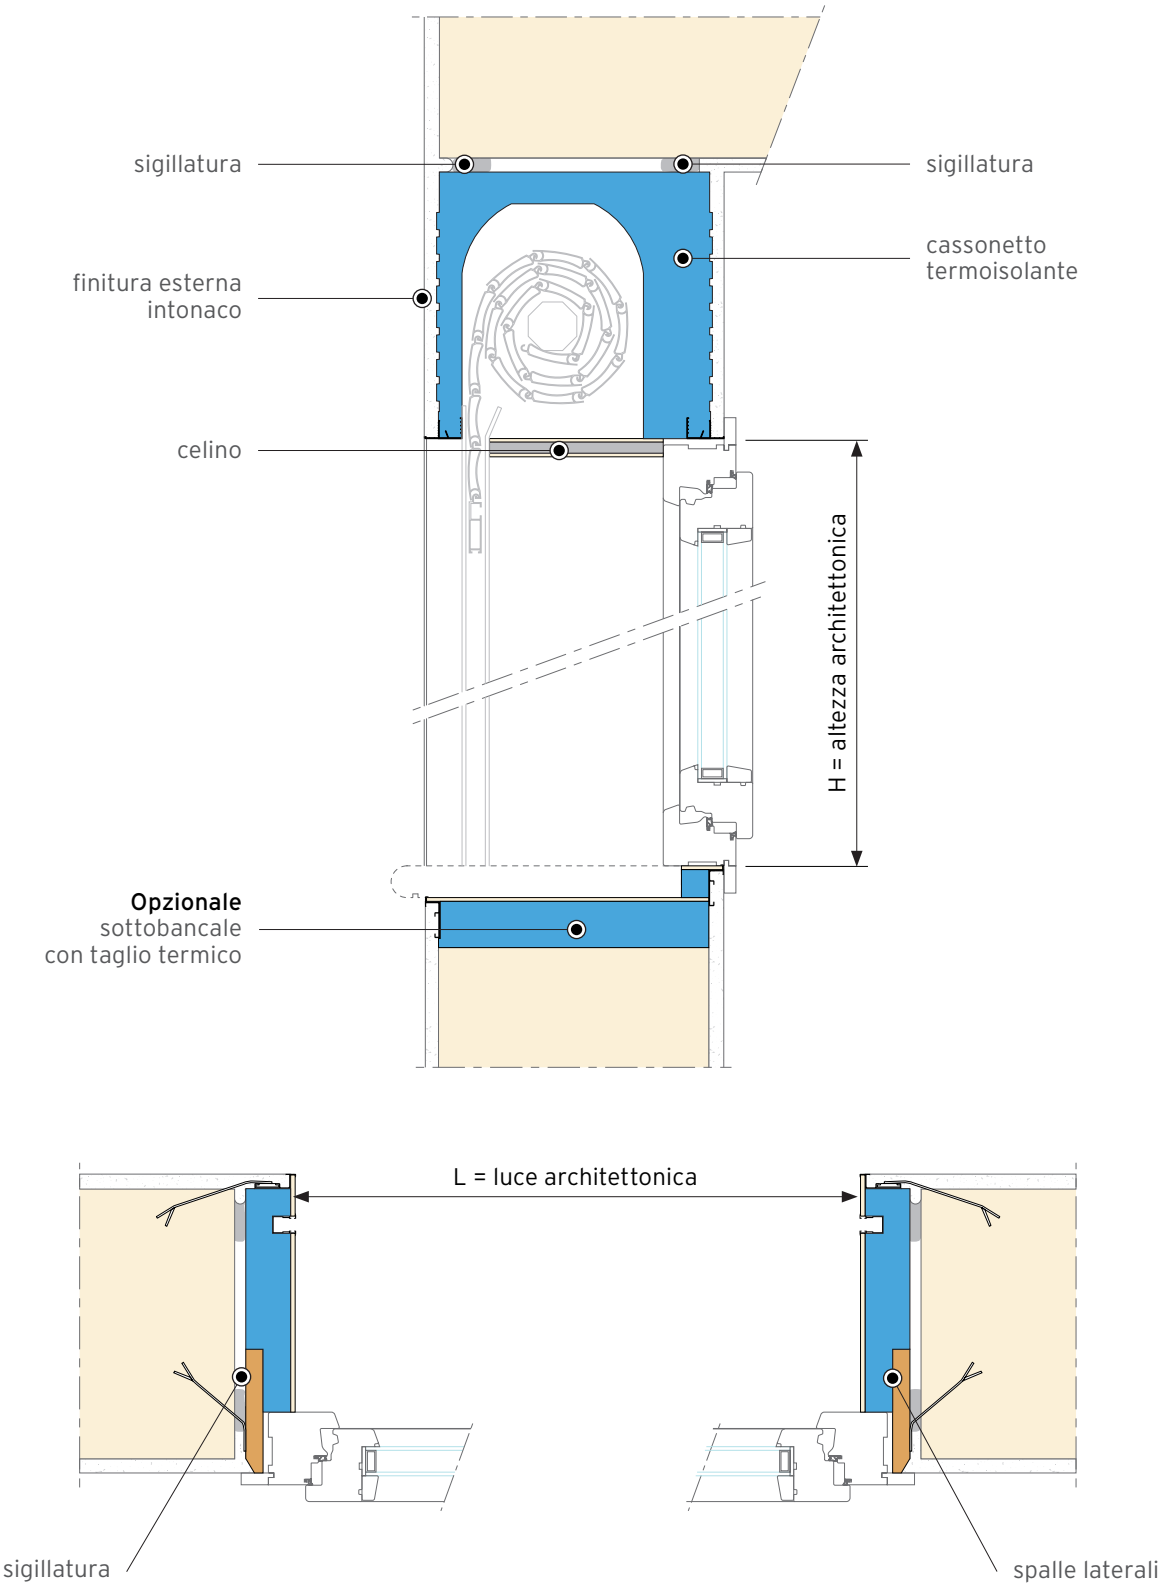 sigillatura
sigillatura
cassonetto
termoisolante
finitura esterna
intonaco
celino
H = altezza architettonica
Opzionale
sottobancale
con taglio termico
L = luce architettonica
sigillatura
spalle laterali